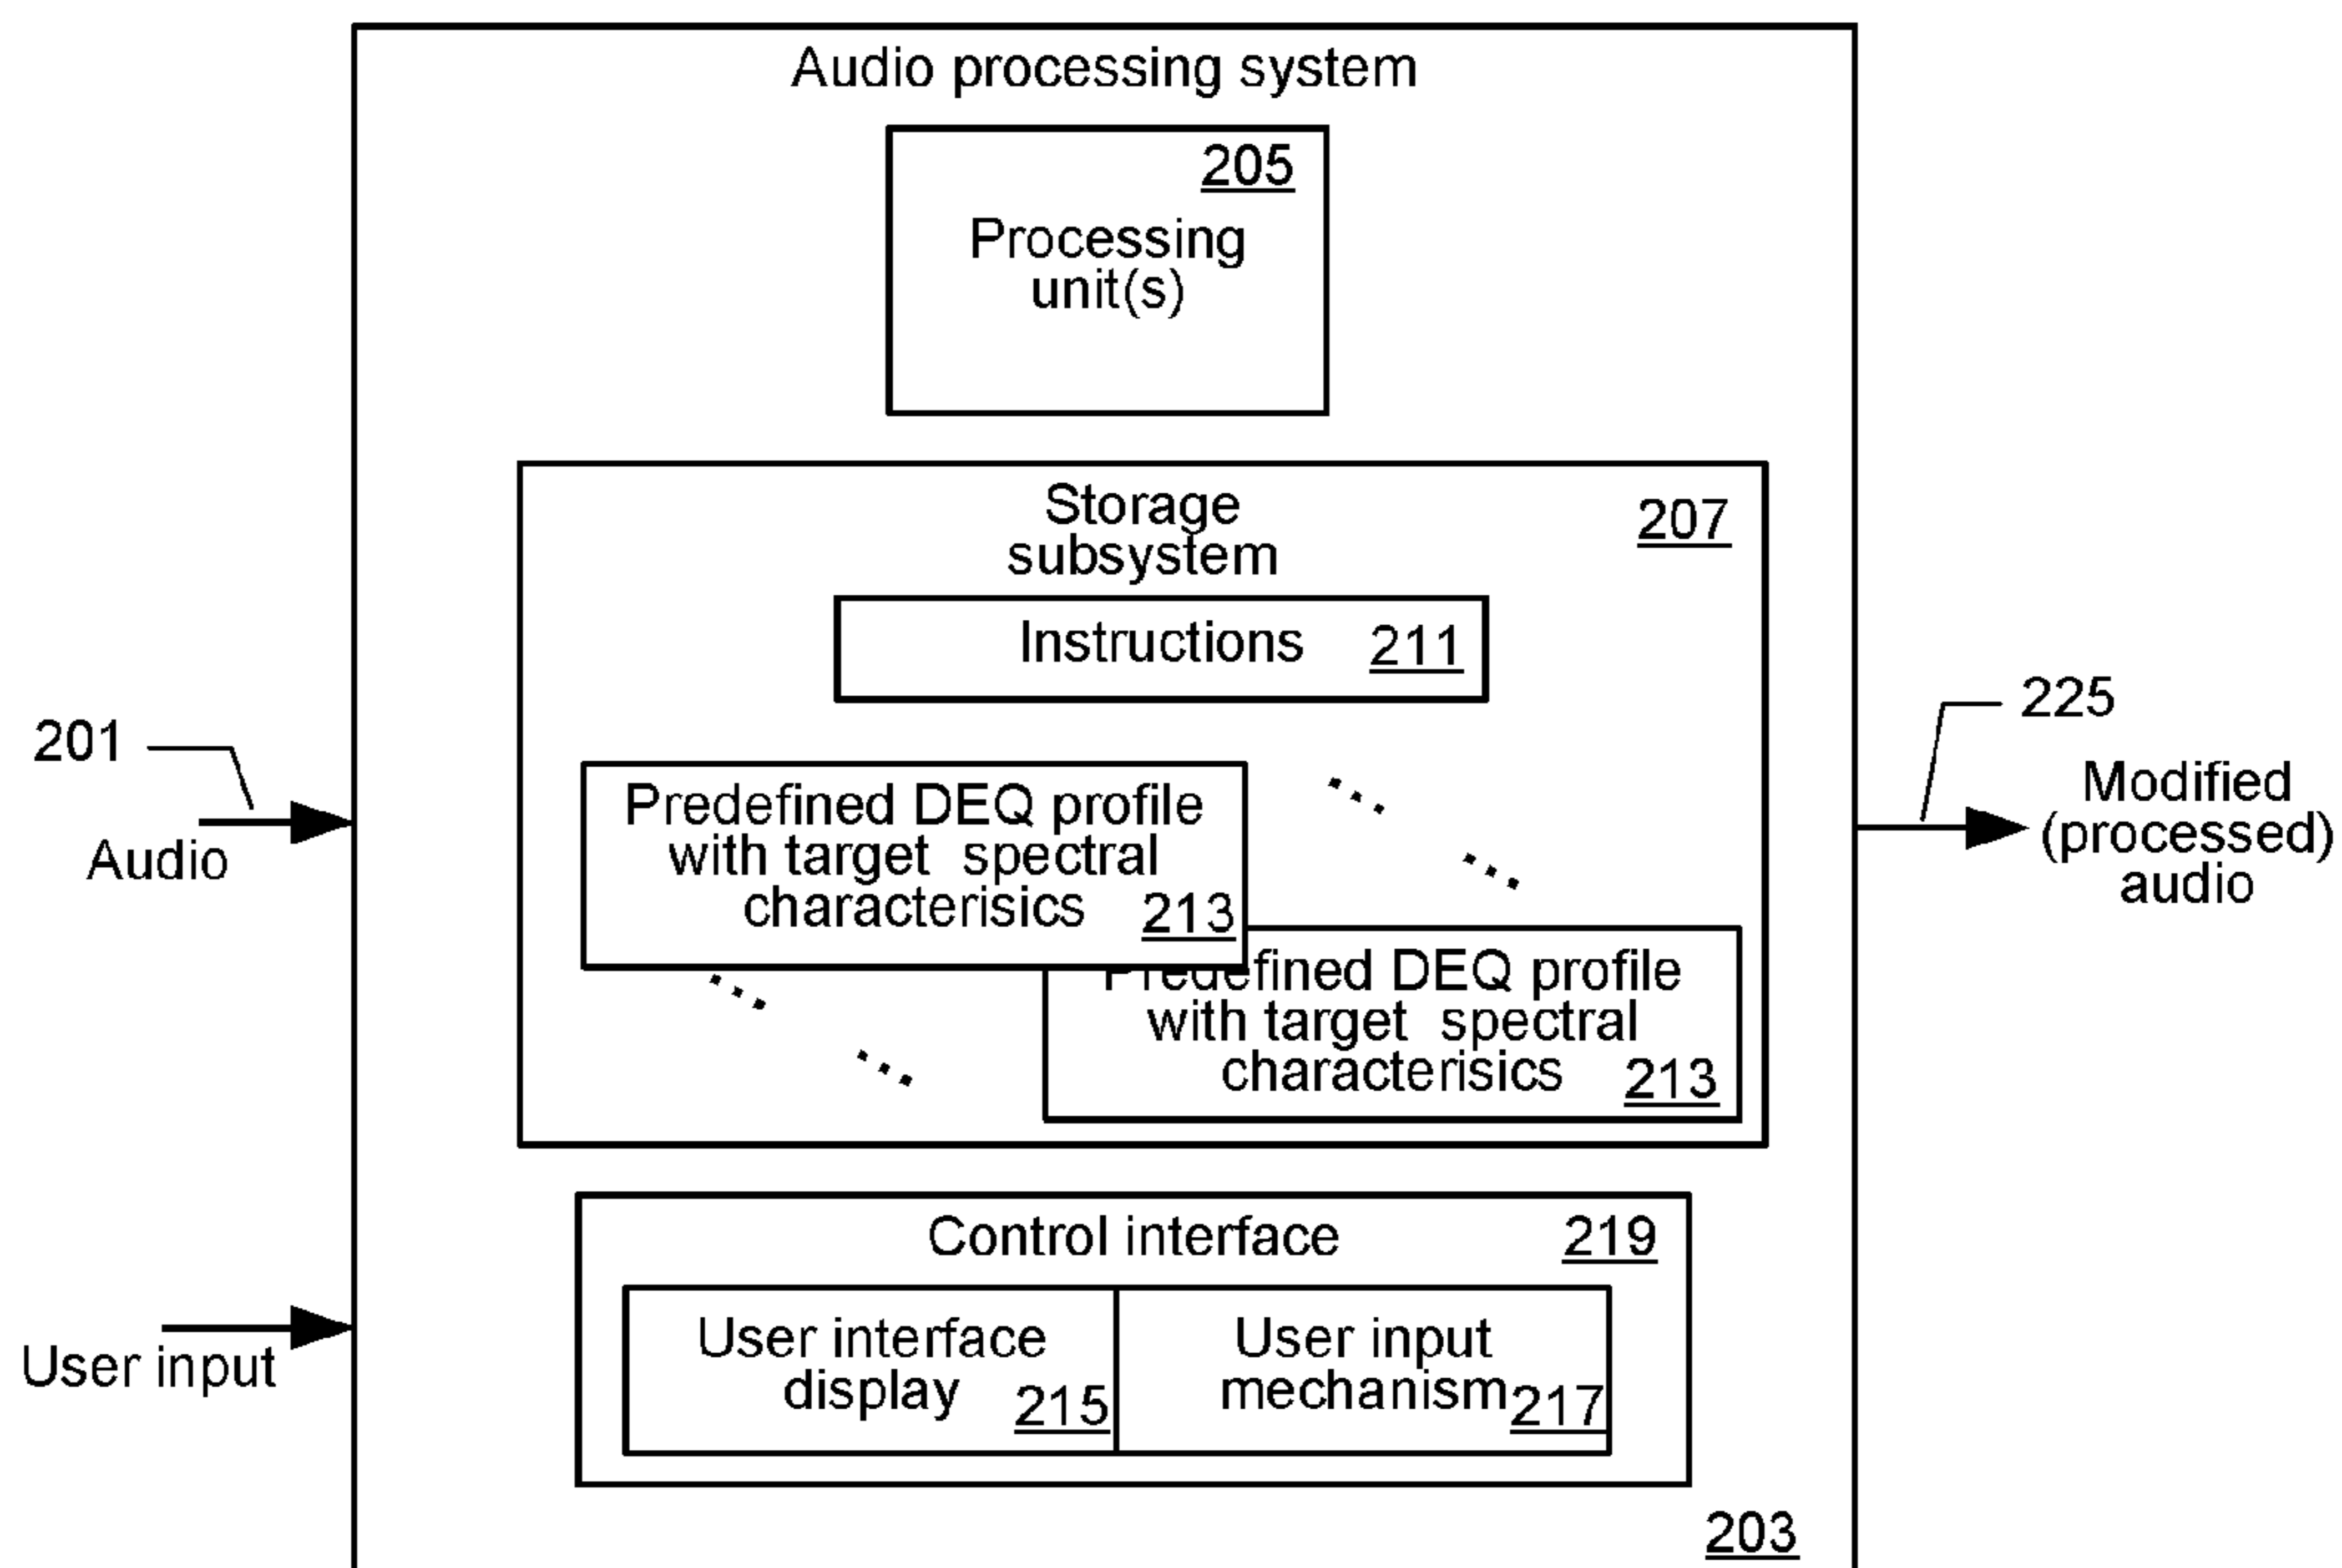 Audio processing system
205
Processing
unit(s)
Storage
subsystem
207
Instructions 211
201
Audio
225
Modified
(processed)
audio
Predefined DEQ profile
with target spectral
characterisics 213
Predefined DEQ profile
with target spectral
characterisics 213
Control interface 219
User interface
display 215
User input
mechanism 217
User input
203